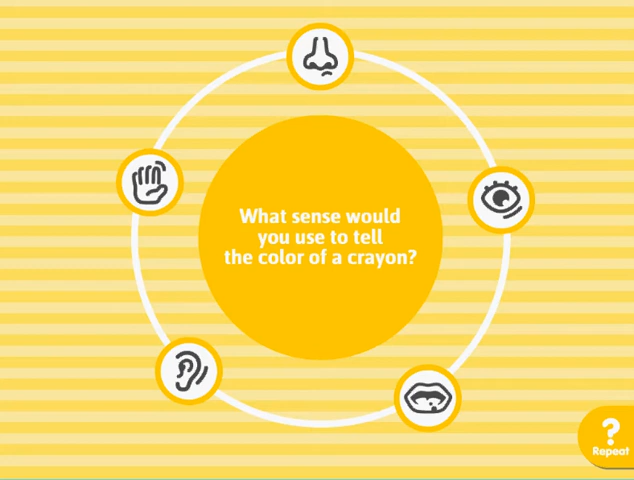 What sense would
you use to tell
the color of a crayon?
?
Repeat